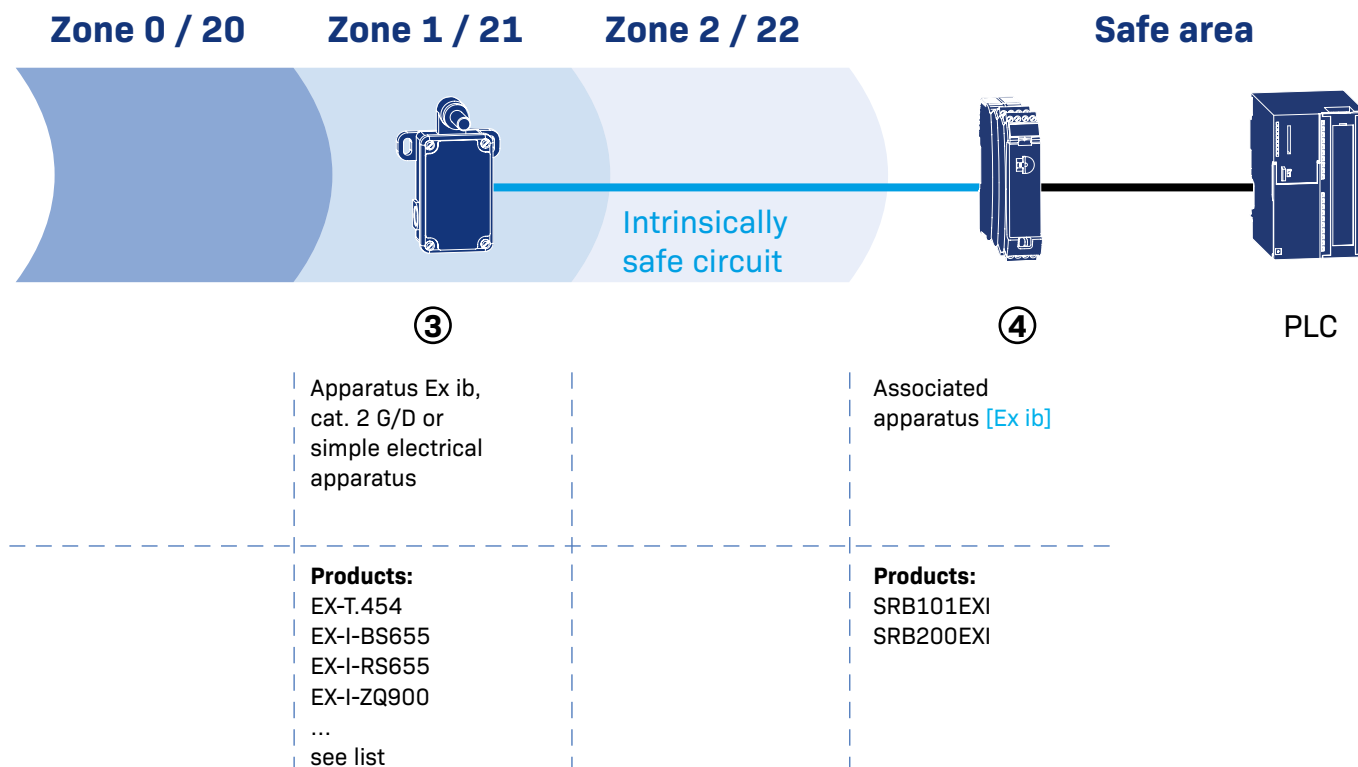 Zone 0 / 20
Zone 1 / 21
Zone 2 / 22
Safe area
Intrinsically
safe circuit
③
④
PLC
Apparatus Ex ib,
cat. 2 G/D or
simple electrical
apparatus
Associated
apparatus [Ex ib]
Products:
EX-T.454
EX-I-BS655
EX-I-RS655
EX-I-ZQ900
...
see list
Products:
SRB101EXI
SRB200EXI